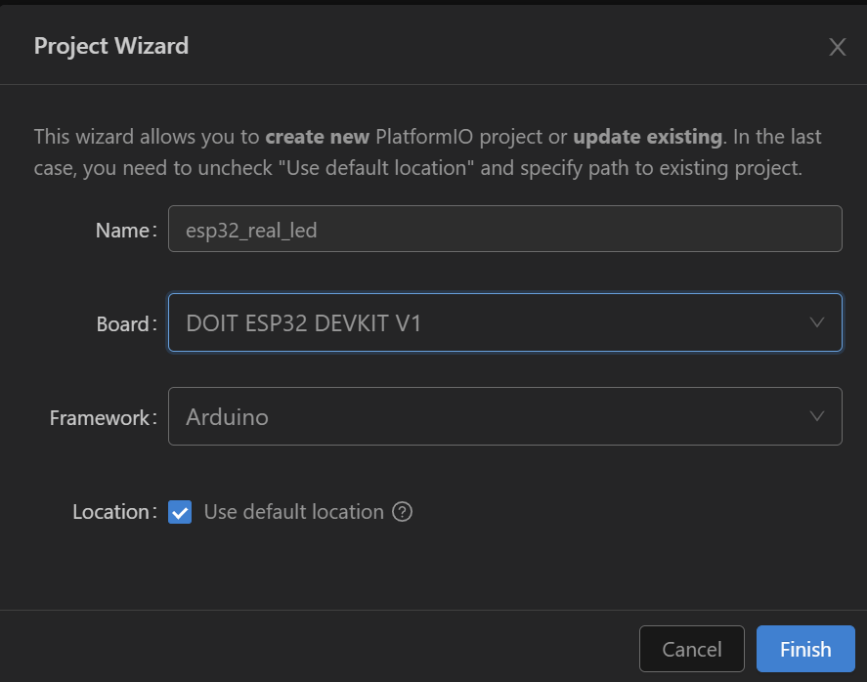 Project Wizard
This wizard allows you to create new PlatformIO project or update existing. In the last
case, you need to uncheck "Use default location" and specify path to existing project.
Name: esp32_real_led
Board: DOIT ESP32 DEVKIT V1
Framework: Arduino
Location: Use default location
Cancel Finish